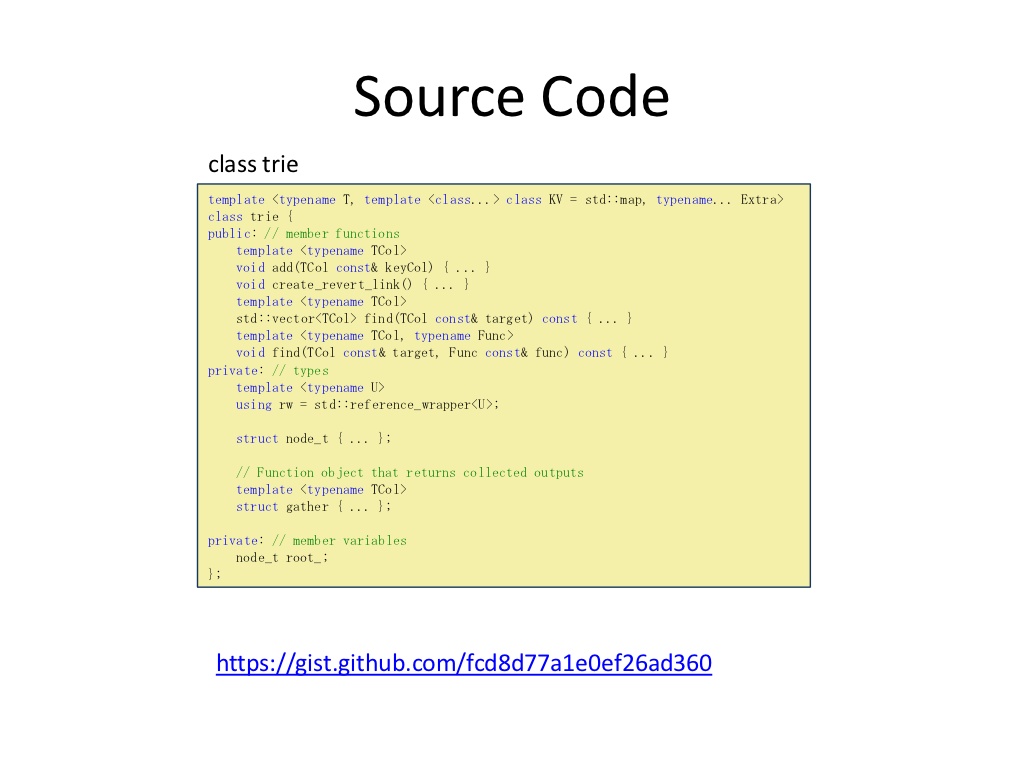 Source Code
class trie
template <typename T, template <class...> class KV = std::map, typename... Extra>
class trie {
public: // member functions
    template <typename TCol>
    void add(TCol const& keyCol) { ... }
    void create_revert_link() { ... }
    template <typename TCol>
    std::vector<TCol> find(TCol const& target) const { ... }
    template <typename TCol, typename Func>
    void find(TCol const& target, Func const& func) const { ... }
private: // types
    template <typename U>
    using rw = std::reference_wrapper<U>;
    struct node_t { ... };
    // Function object that returns collected outputs
    template <typename TCol>
    struct gather { ... };
private: // member variables
    node_t root_;
};
https://gist.github.com/fcd8d77a1e0ef26ad360